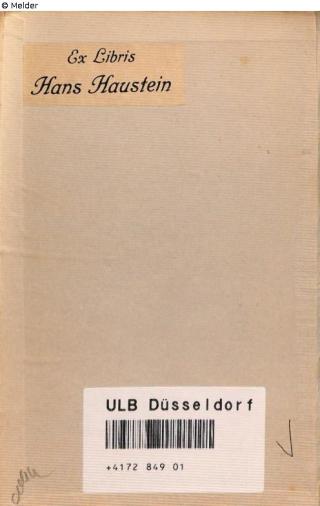 © Melder
Ex Libris
Hans Haustein
ULB Düsseldorf
+4172 849 01